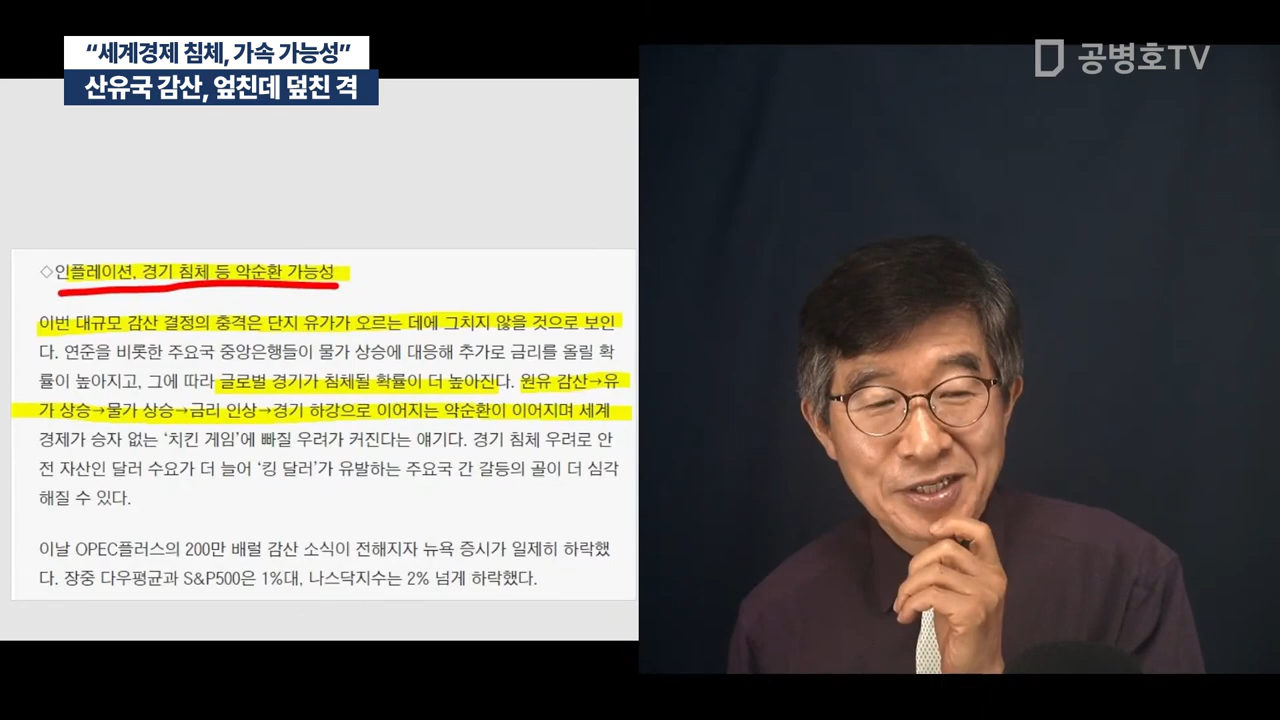 “세계경제 침체, 가속 가능성”
산유국 감산, 엎친데 덮친 격
공병호TV
◇인플레이션, 경기 침체 등 악순환 가능성
이번 대규모 감산 결정의 충격은 단지 유가가 오르는 데에 그치지 않을 것으로 보인
다. 연준을 비롯한 주요국 중앙은행들이 물가 상승에 대응해 추가로 금리를 올릴 확
률이 높아지고, 그에 따라 글로벌 경기가 침체될 확률이 더 높아진다. 원유 감산→유
가 상승→물가 상승→금리 인상→경기 하강으로 이어지는 악순환이 이어지며 세계
경제가 승자 없는 ‘치킨 게임’에 빠질 우려가 커진다는 얘기다. 경기 침체 우려로 안
전 자산인 달러 수요가 더 늘어 ‘킹 달러’가 유발하는 주요국 간 갈등의 골이 더 심각
해질 수 있다.
이날 OPEC플러스의 200만 배럴 감산 소식이 전해지자 뉴욕 증시가 일제히 하락했
다. 장중 다우평균과 S&P500은 1%대, 나스닥지수는 2% 넘게 하락했다.